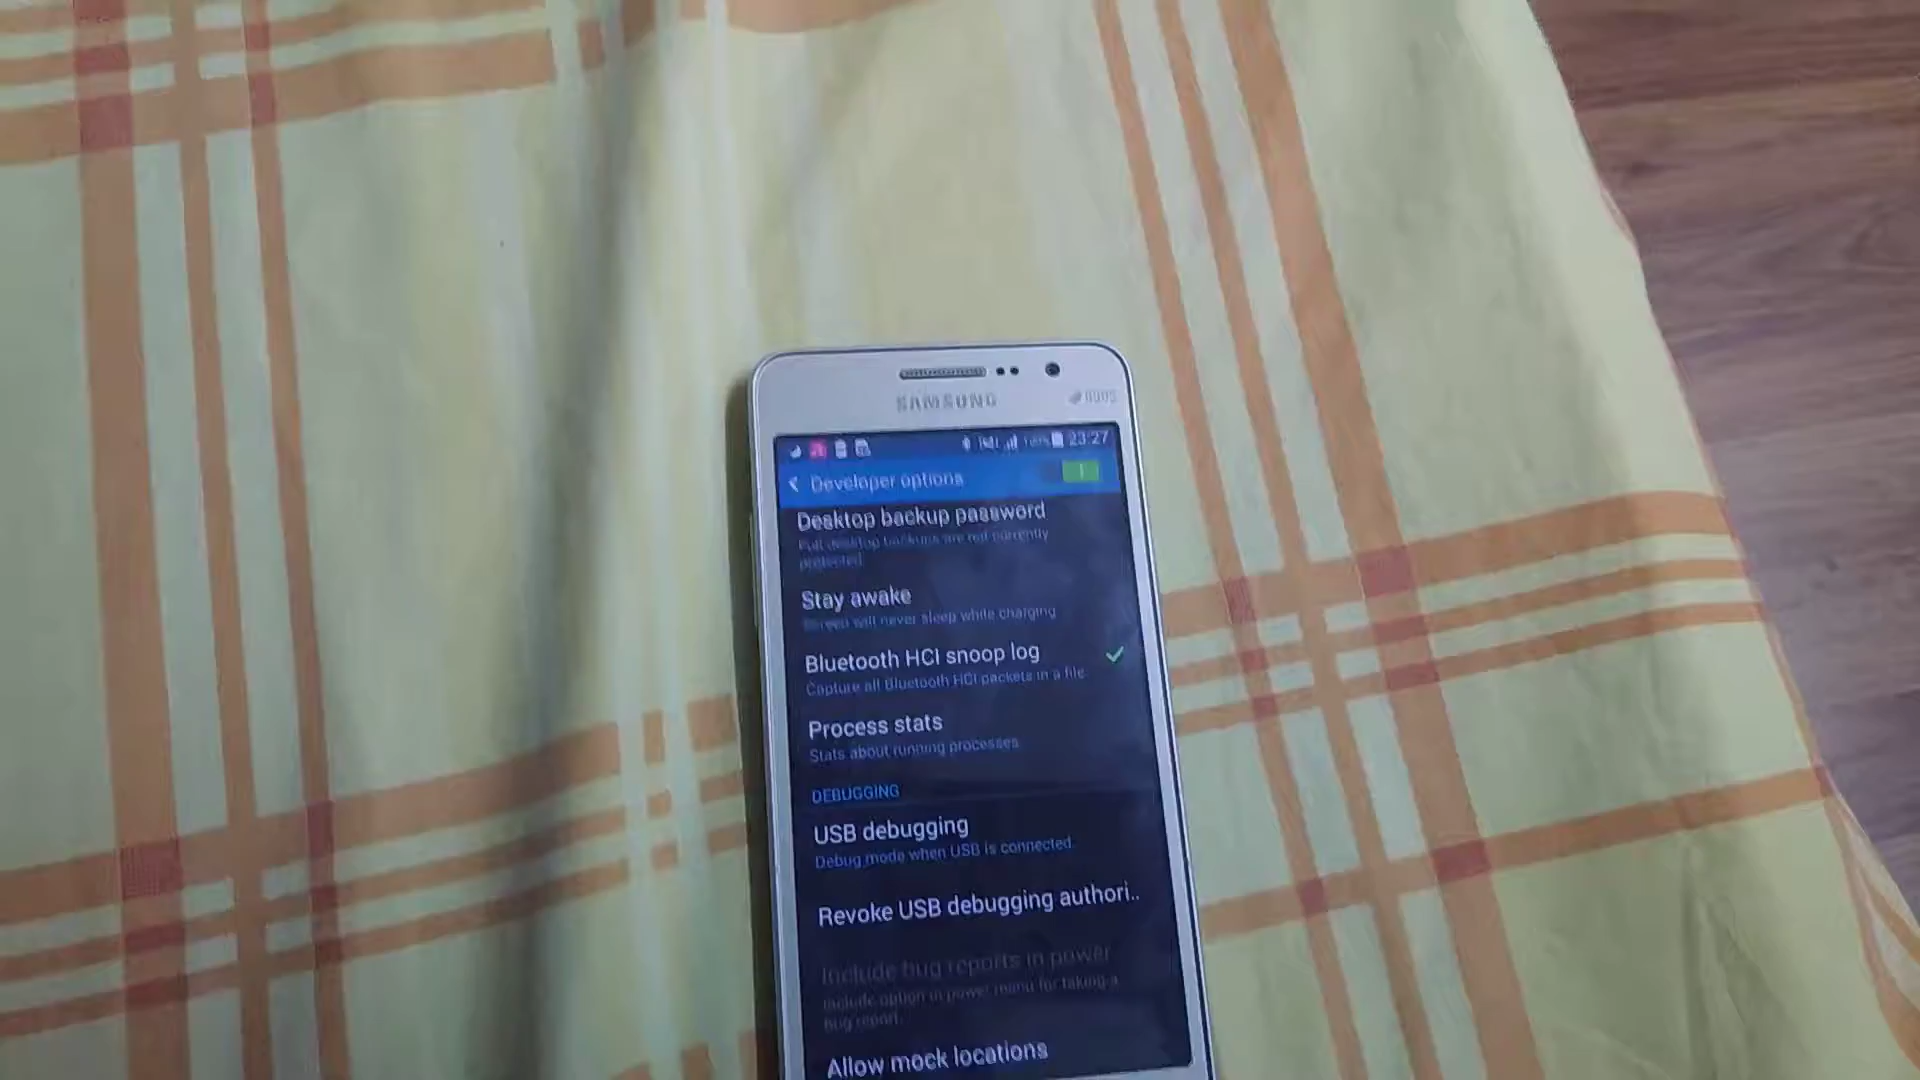 SAMSUNG
23:27
Developer options
Desktop backup password
Full desktop backups are not currently
protected
Stay awake
Screen will never sleep while charging
Bluetooth HCI snoop log
Capture all Bluetooth HCI packets in a file
Process stats
Stats about running processes
DEBUGGING
USB debugging
Debug mode when USB is connected.
Revoke USB debugging authori..
Include bug reports in power
Include option in power menu for taking a
bug report.
Allow mock locations